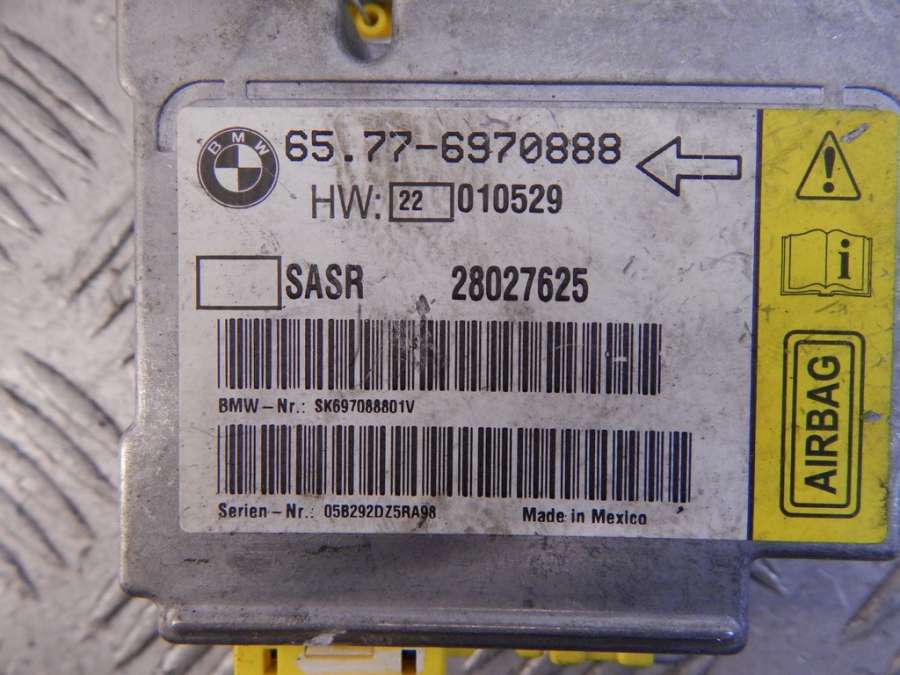 BMW
65.77-6970888
HW: 22 010529
SASR 28027625
BMW-Nr.: SK697088801V
Serien-Nr.: 05B292DZ5RA98 Made in Mexico
i
AIRBAG